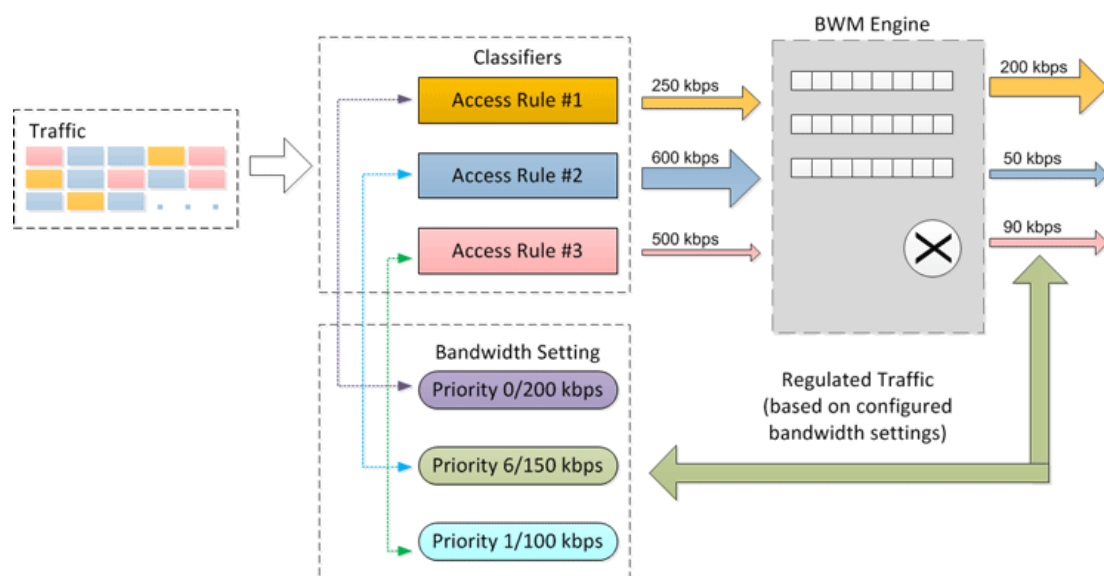 BWM Engine
Classifiers
Traffic
Access Rule #1
250 kbps
200 kbps
Access Rule #2
600 kbps
50 kbps
Access Rule #3
500 kbps
90 kbps
Bandwidth Setting
Priority 0/200 kbps
Priority 6/150 kbps
Priority 1/100 kbps
Regulated Traffic
(based on configured
bandwidth settings)